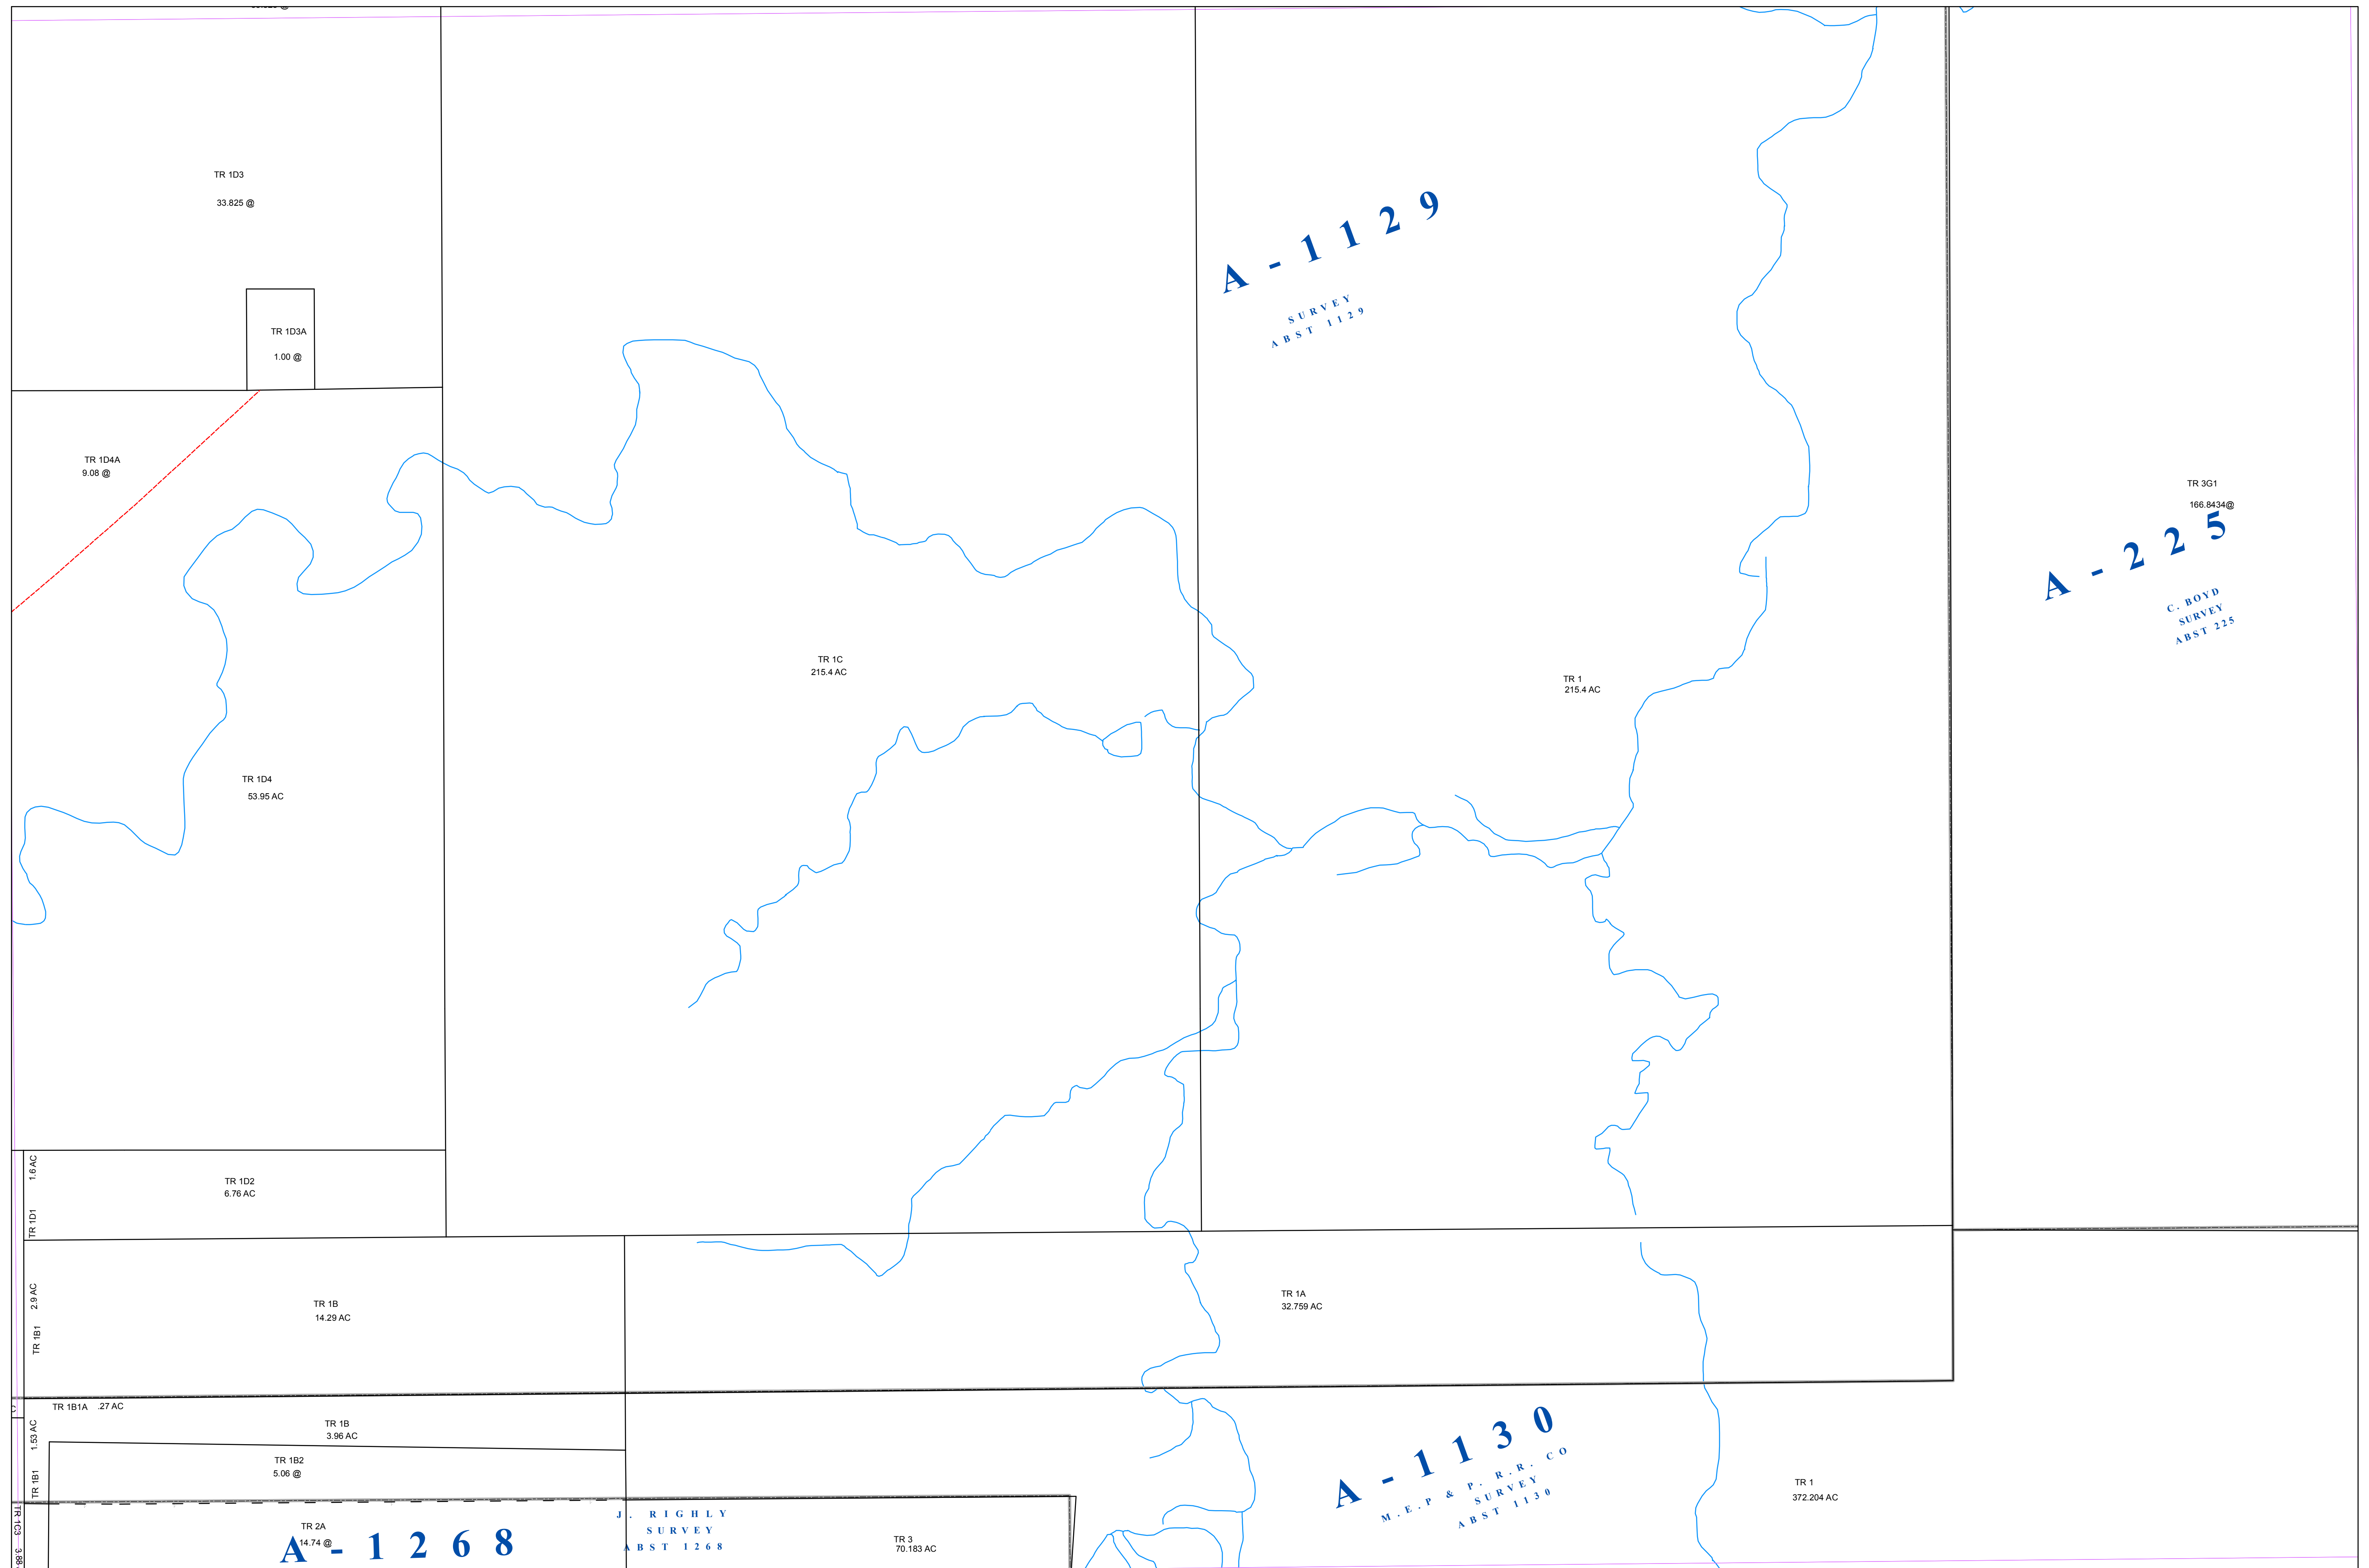 TR 1D3
33.825 @
TR 1D3A
1.00 @
A - 1 1 2 9
SURVEY
ABST 1129
TR 1D4A
9.08 @
TR 3G1
166.8434@
A - 2 2 5
C. BOYD
SURVEY
ABST 225
TR 1C
215.4 AC
TR 1
215.4 AC
TR 1D4
53.95 AC
TR 1D1 1.6 AC
TR 1D2
6.76 AC
TR 1B1 2.9 AC
TR 1B
14.29 AC
TR 1A
32.759 AC
TR 1B1A .27 AC
TR 1B
3.96 AC
TR 1B1 1.53 AC
TR 1B2
5.06 @
A - 1 1 3 0
M.E.P & P. R.R. CO
SURVEY
ABST 1130
TR 1
372.204 AC
TR 1C3 3.88
TR 2A
14.74 @
A - 1 2 6 8
J. RIGHLY
SURVEY
ABST 1268
TR 3
70.183 AC